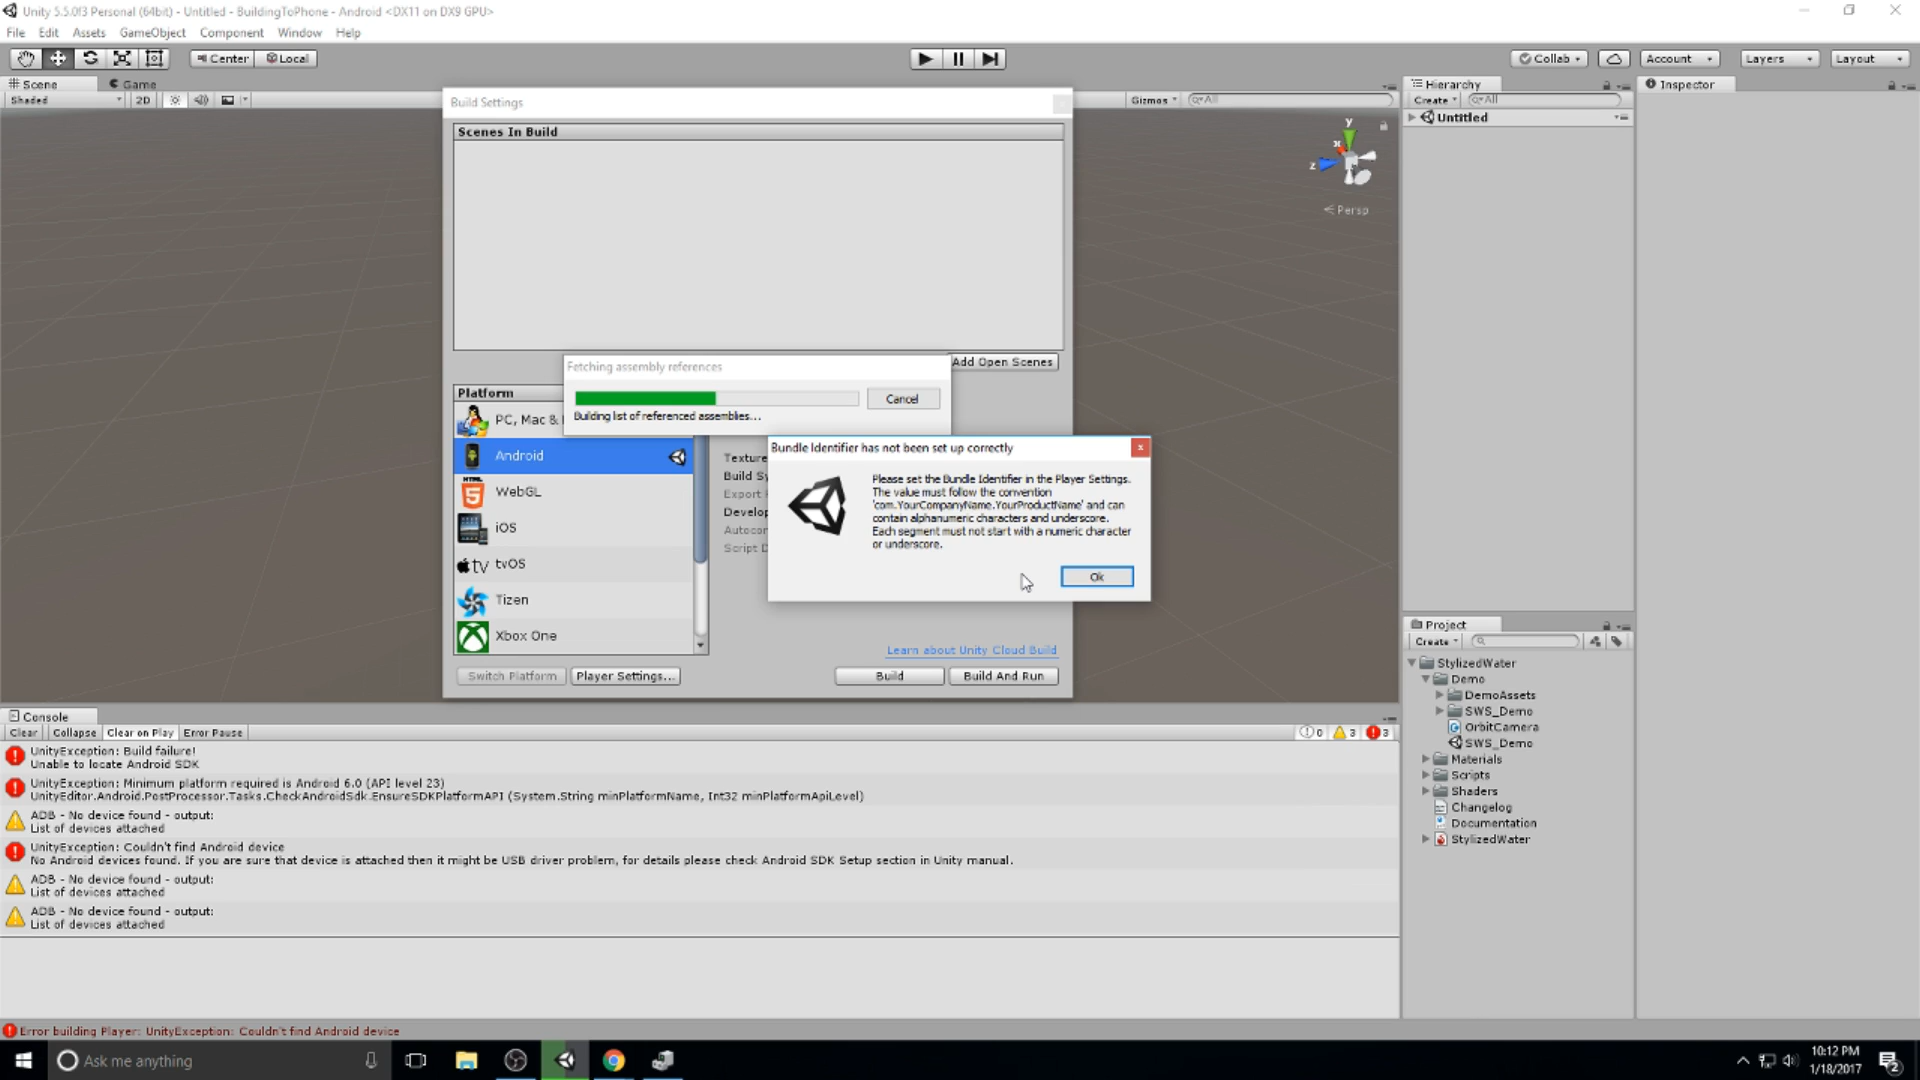 Unity 5.5.0f3 Personal (64bit) - Untitled - BuildingToPhone - Android <DX11 on DX9 GPU>
File Edit Assets GameObject Component Window Help
Center Local
Collab Account Layers Layout
Scene Game
Shaded 2D
Gizmos All
Hierarchy
Create All
Untitled
Inspector
y
x
z
Persp
Build Settings
Scenes In Build
Add Open Scenes
Fetching assembly references
Cancel
Building list of referenced assemblies...
Platform
PC, Mac &
Android
WebGL
iOS
tv tvOS
Tizen
Xbox One
Texture
Build Sy
Export
Develop
Autocon
Script D
Bundle Identifier has not been set up correctly
Please set the Bundle Identifier in the Player Settings.
The value must follow the convention
'com.YourCompanyName.YourProductName' and can
contain alphanumeric characters and underscore.
Each segment must not start with a numeric character
or underscore.
Ok
Learn about Unity Cloud Build
Switch Platform Player Settings... Build Build And Run
Project
Create
StylizedWater
Demo
DemoAssets
SWS_Demo
OrbitCamera
SWS_Demo
Materials
Scripts
Shaders
Changelog
Documentation
StylizedWater
Console
Clear Collapse Clear on Play Error Pause
0 3 3
UnityException: Build failure!
Unable to locate Android SDK
UnityException: Minimum platform required is Android 6.0 (API level 23)
UnityEditor.Android.PostProcessor.Tasks.CheckAndroidSdk.EnsureSDKPlatformAPI (System.String minPlatformName, Int32 minPlatformApiLevel)
ADB - No device found - output:
List of devices attached
UnityException: Couldn't find Android device
No Android devices found. If you are sure that device is attached then it might be USB driver problem, for details please check Android SDK Setup section in Unity manual.
ADB - No device found - output:
List of devices attached
ADB - No device found - output:
List of devices attached
Error building Player: UnityException: Couldn't find Android device
Ask me anything
10:12 PM
1/18/2017
2